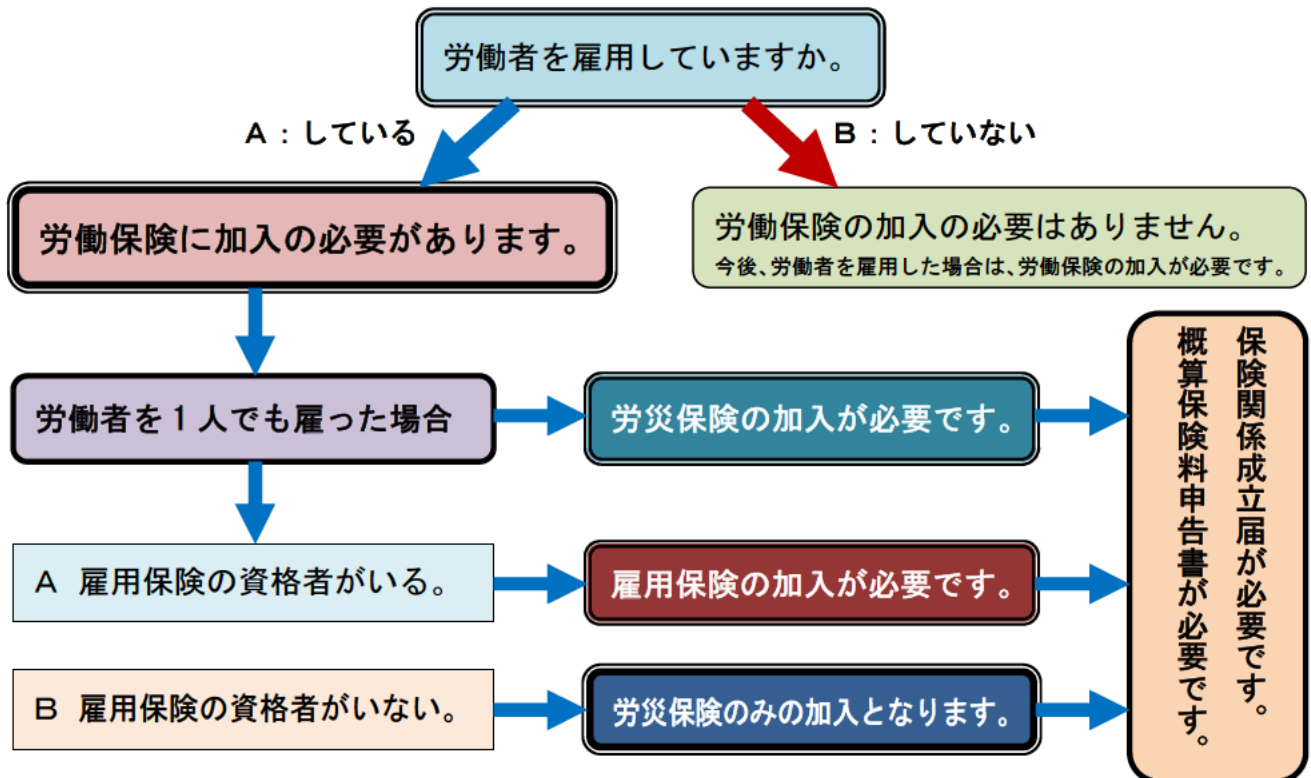 労働者を雇用していますか。
A：している
B：していない
労働保険に加入の必要があります。
労働保険の加入の必要はありません。
今後、労働者を雇用した場合は、労働保険の加入が必要です。
労働者を1人でも雇った場合
労災保険の加入が必要です。
A 雇用保険の資格者がいる。
雇用保険の加入が必要です。
B 雇用保険の資格者がいない。
労災保険のみの加入となります。
保険関係成立届が必要です。
概算保険料申告書が必要です。